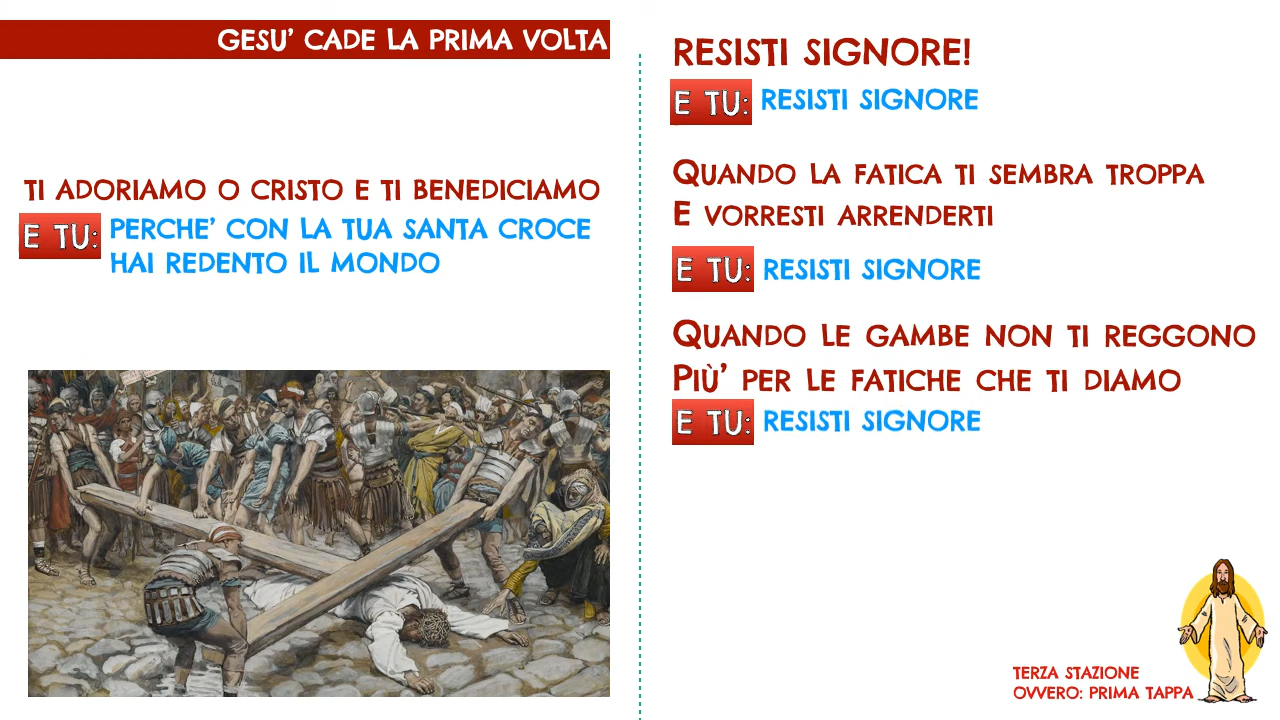 GESU' CADE LA PRIMA VOLTA
TI ADORIAMO O CRISTO E TI BENEDICIAMO
E TU: PERCHE' CON LA TUA SANTA CROCE
HAI REDENTO IL MONDO
RESISTI SIGNORE!
E TU: RESISTI SIGNORE
QUANDO LA FATICA TI SEMBRA TROPPA
E VORRESTI ARRENDERTI
E TU: RESISTI SIGNORE
QUANDO LE GAMBE NON TI REGGONO
PIÙ' PER LE FATICHE CHE TI DIAMO
E TU: RESISTI SIGNORE
TERZA STAZIONE
OVVERO: PRIMA TAPPA